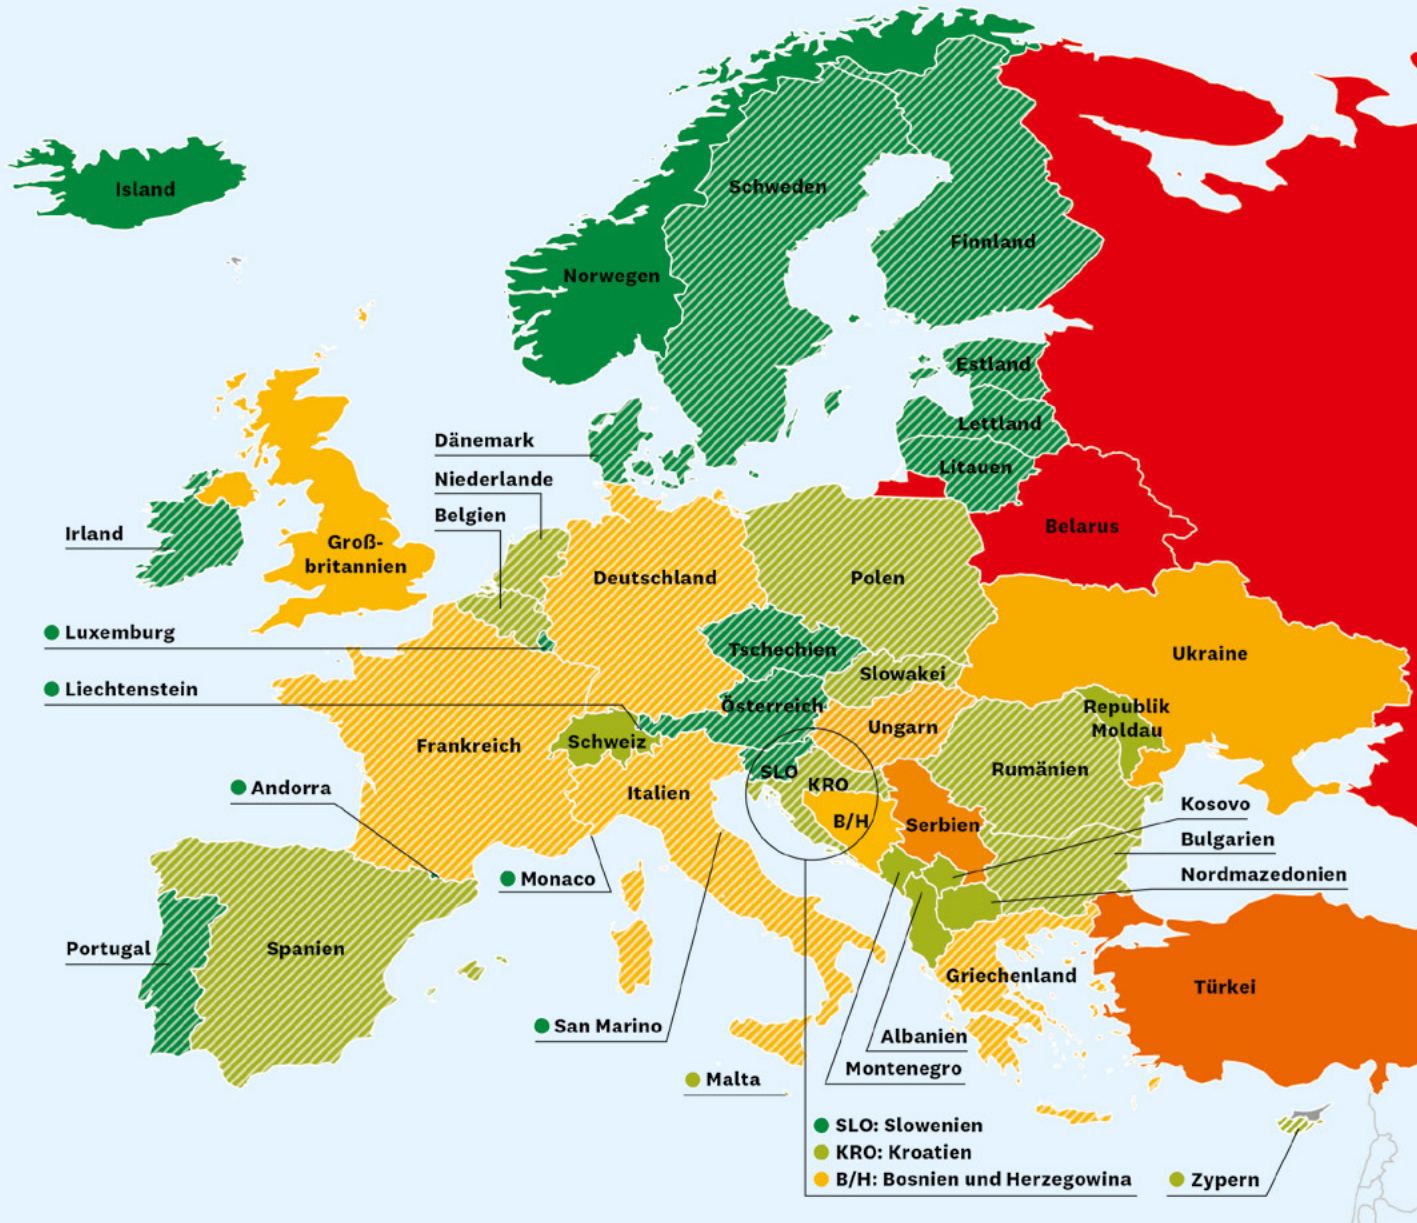 Island
Schweden
Finnland
Norwegen
Estland
Lettland
Litauen
Dänemark
Niederlande
Belgien
Irland
Groß-
britannien
Belarus
Deutschland
Polen
Luxemburg
Tschechien
Ukraine
Slowakei
Liechtenstein
Österreich
Republik
Moldau
Ungarn
Frankreich
Schweiz
SLO
Rumänien
KRO
Andorra
Italien
Kosovo
B/H
Serbien
Bulgarien
Monaco
Nordmazedonien
Portugal
Spanien
Griechenland
Türkei
San Marino
Albanien
Montenegro
Malta
SLO: Slowenien
KRO: Kroatien
B/H: Bosnien und Herzegowina
Zypern